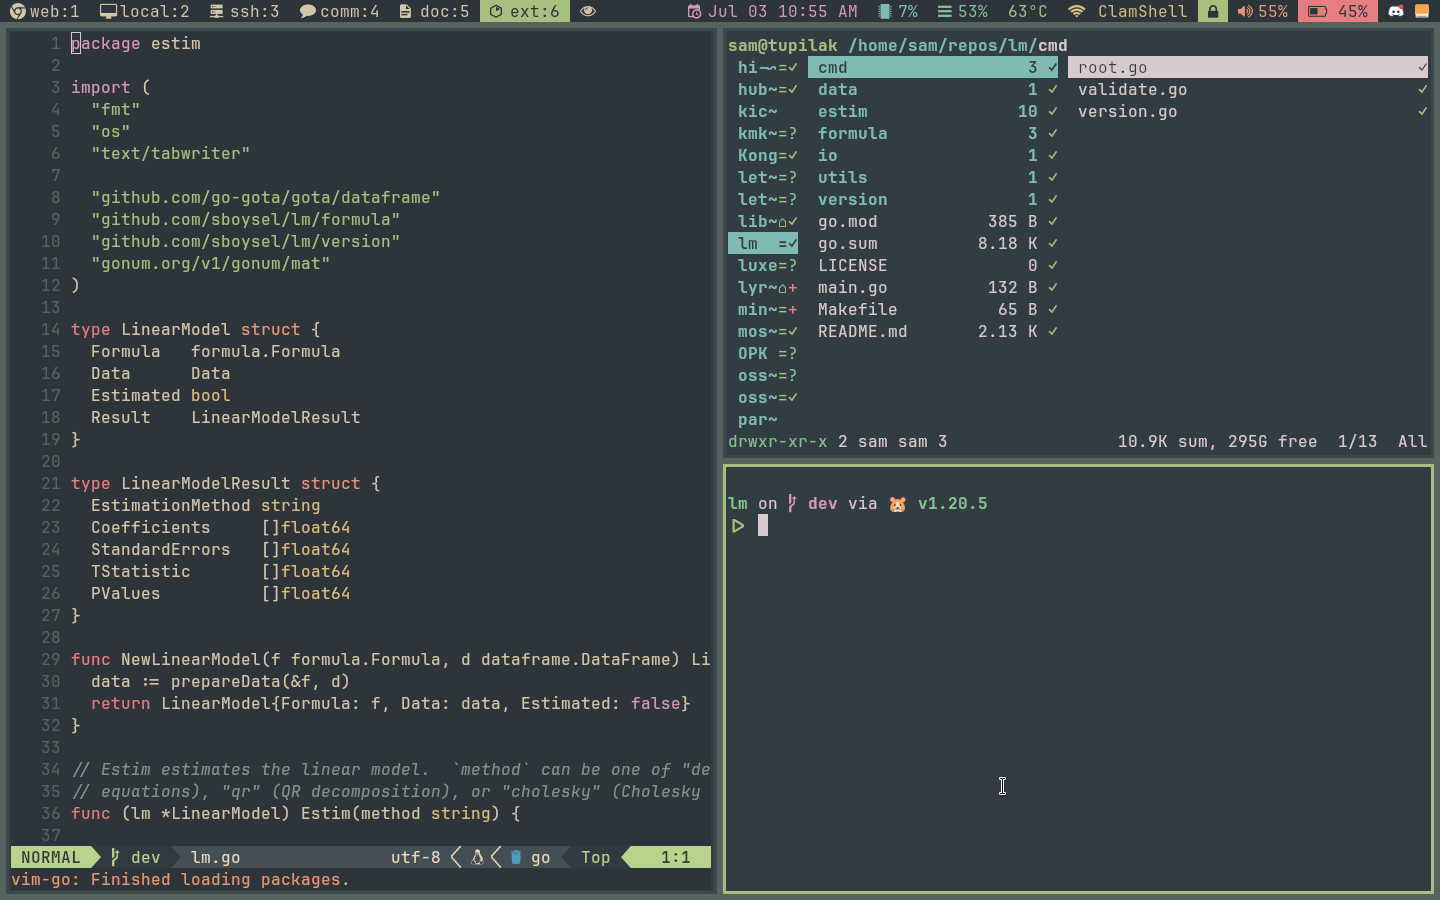 web:1 local:2 ssh:3 comm:4 doc:5 ext:6 Jul 03 10:55 AM 7% 53% 63°C ClamShell 55% 45%
1 package estim
2
3 import (
4 "fmt"
5 "os"
6 "text/tabwriter"
7
8 "github.com/go-gota/gota/dataframe"
9 "github.com/sboysel/lm/formula"
10 "github.com/sboysel/lm/version"
11 "gonum.org/v1/gonum/mat"
12 )
13
14 type LinearModel struct {
15 Formula formula.Formula
16 Data Data
17 Estimated bool
18 Result LinearModelResult
19 }
20
21 type LinearModelResult struct {
22 EstimationMethod string
23 Coefficients []float64
24 StandardErrors []float64
25 TStatistic []float64
26 PValues []float64
27 }
28
29 func NewLinearModel(f formula.Formula, d dataframe.DataFrame) Li
30 data := prepareData(&f, d)
31 return LinearModel{Formula: f, Data: data, Estimated: false}
32 }
33
34 // Estim estimates the linear model. `method` can be one of "de
35 // equations), "qr" (QR decomposition), or "cholesky" (Cholesky
36 func (lm *LinearModel) Estim(method string) {
37
NORMAL dev lm.go utf-8 go Top 1:1
vim-go: Finished loading packages.
sam@tupilak /home/sam/repos/lm/cmd
hi~=✓ cmd 3 ✓ root.go ✓
hub~=✓ data 1 ✓ validate.go ✓
kic~ estim 10 ✓ version.go ✓
kmk~=? formula 3 ✓
Kong=✓ io 1 ✓
let~=✓ utils 1 ✓
let~=? version 1 ✓
lib~⌂✓ go.mod 385 B ✓
lm =✓ go.sum 8.18 K ✓
luxe=? LICENSE 0 ✓
lyr~⌂+ main.go 132 B ✓
min~=+ Makefile 65 B ✓
mos~=✓ README.md 2.13 K ✓
OPK =?
oss~=?
oss~=✓
par~
drwxr-xr-x 2 sam sam 3 10.9K sum, 295G free 1/13 All
lm on dev via 🐹 v1.20.5
▷